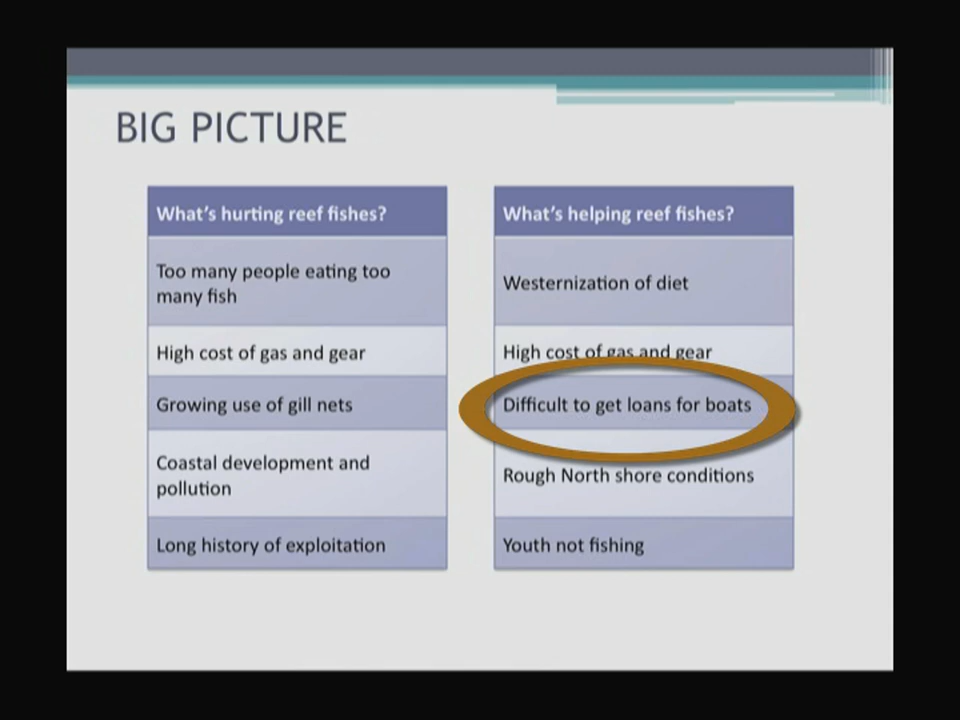 BIG PICTURE
What's hurting reef fishes?
Too many people eating too
many fish
High cost of gas and gear
Growing use of gill nets
Coastal development and
pollution
Long history of exploitation
What's helping reef fishes?
Westernization of diet
High cost of gas and gear
Difficult to get loans for boats
Rough North shore conditions
Youth not fishing